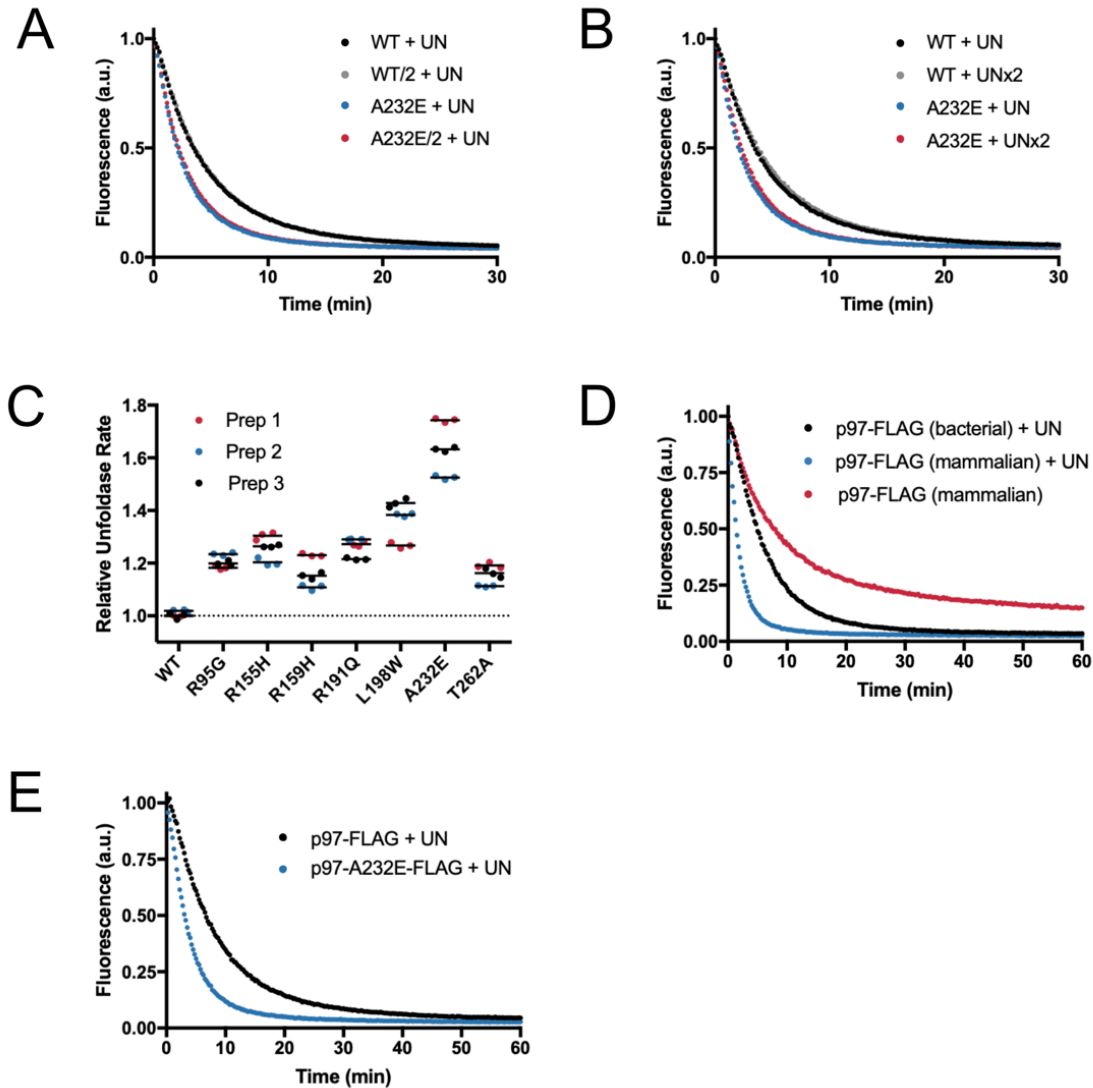 A
Fluorescence (a.u.)
1.0
0.5
0.0
0 10 20 30
Time (min)
WT + UN
WT/2 + UN
A232E + UN
A232E/2 + UN
B
Fluorescence (a.u.)
1.0
0.5
0.0
0 10 20 30
Time (min)
WT + UN
WT + UNx2
A232E + UN
A232E + UNx2
C
Relative Unfoldase Rate
1.8
1.6
1.4
1.2
1.0
Prep 1
Prep 2
Prep 3
WT
R95G
R155H
R159H
R191Q
L198W
A232E
T262A
D
Fluorescence (a.u.)
1.00
0.75
0.50
0.25
0.00
0 10 20 30 40 50 60
Time (min)
p97-FLAG (bacterial) + UN
p97-FLAG (mammalian) + UN
p97-FLAG (mammalian)
E
Fluorescence (a.u.)
1.00
0.75
0.50
0.25
0.00
0 10 20 30 40 50 60
Time (min)
p97-FLAG + UN
p97-A232E-FLAG + UN